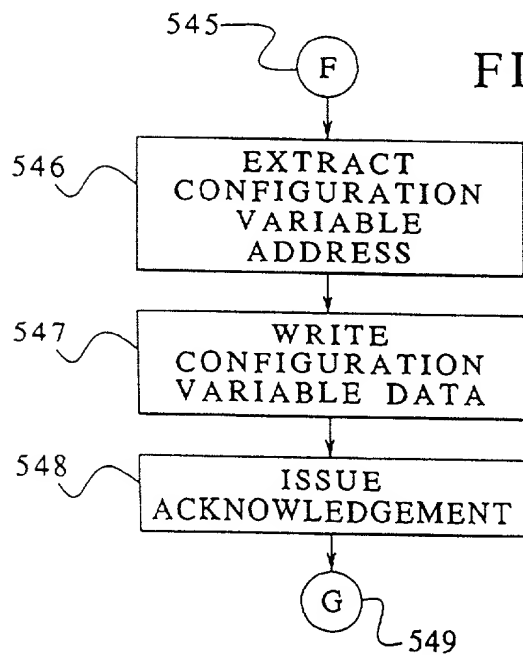 545
F
FI
546
EXTRACT
CONFIGURATION
VARIABLE
ADDRESS
547
WRITE
CONFIGURATION
VARIABLE DATA
548
ISSUE
ACKNOWLEDGEMENT
G
549